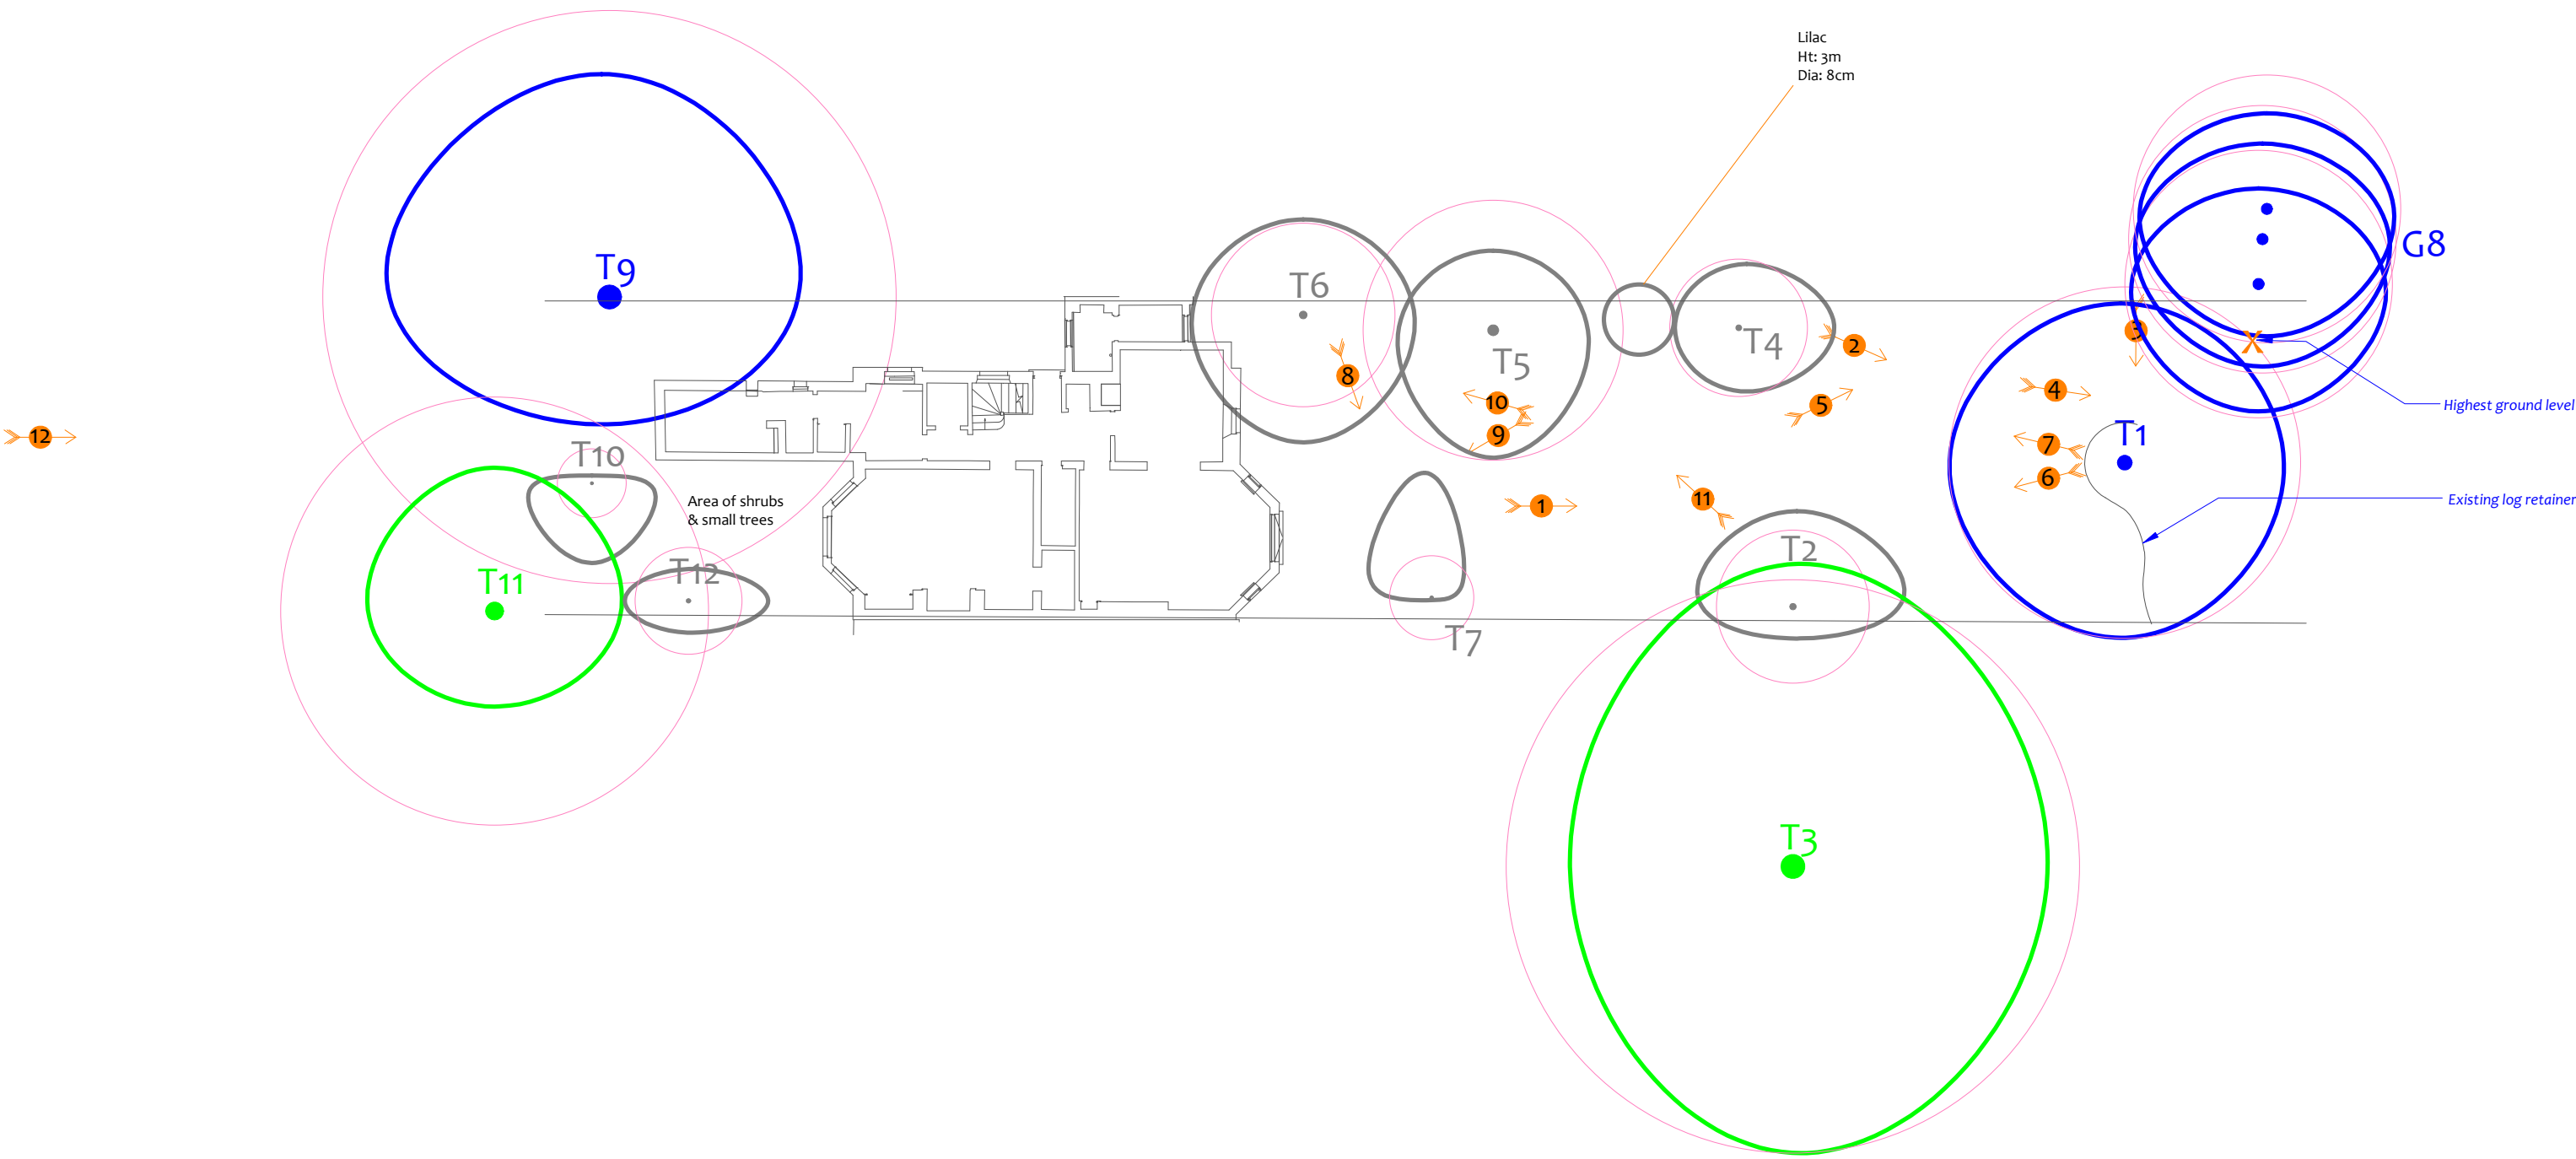 Lilac
Ht: 3m
Dia: 8cm
T9
T6
T5
T4
G8
2
3
8
10
9
5
4
Highest ground level
12
T10
T1
7
6
Area of shrubs
& small trees
1
11
Existing log retainer
T11
T12
T2
T7
T3
X